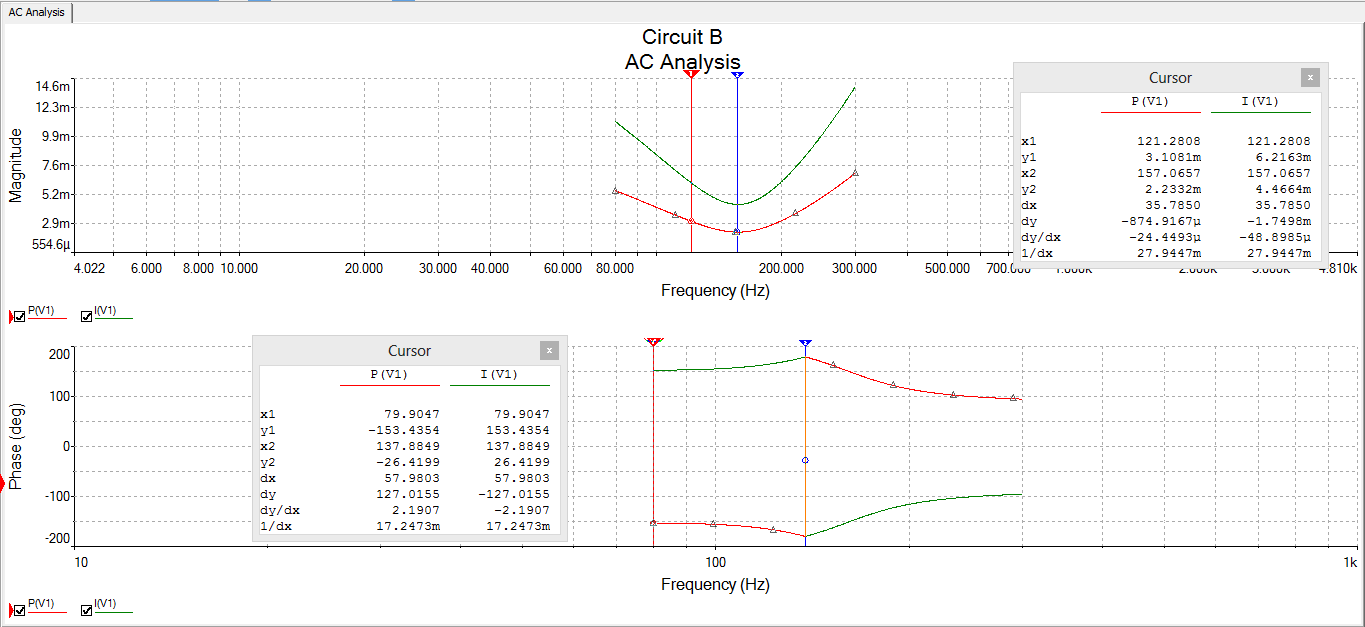 AC Analysis
Circuit B
AC Analysis
Magnitude
14.6m
12.3m
9.9m
7.6m
5.2m
2.9m
554.6µ
4.022 6.000 8.000 10.000 20.000 30.000 40.000 60.000 80.000 200.000 300.000 500.000 4.810k
Frequency (Hz)
P(V1) I(V1)
Cursor x
P(V1) I(V1)
x1 121.2808 121.2808
y1 3.1081m 6.2163m
x2 157.0657 157.0657
y2 2.2332m 4.4664m
dx 35.7850 35.7850
dy -874.9167µ -1.7498m
dy/dx -24.4493µ -48.8985µ
1/dx 27.9447m 27.9447m
Phase (deg)
200
100
0
-100
-200
10 100 1k
Frequency (Hz)
P(V1) I(V1)
Cursor x
P(V1) I(V1)
x1 79.9047 79.9047
y1 -153.4354 153.4354
x2 137.8849 137.8849
y2 -26.4199 26.4199
dx 57.9803 57.9803
dy 127.0155 -127.0155
dy/dx 2.1907 -2.1907
1/dx 17.2473m 17.2473m